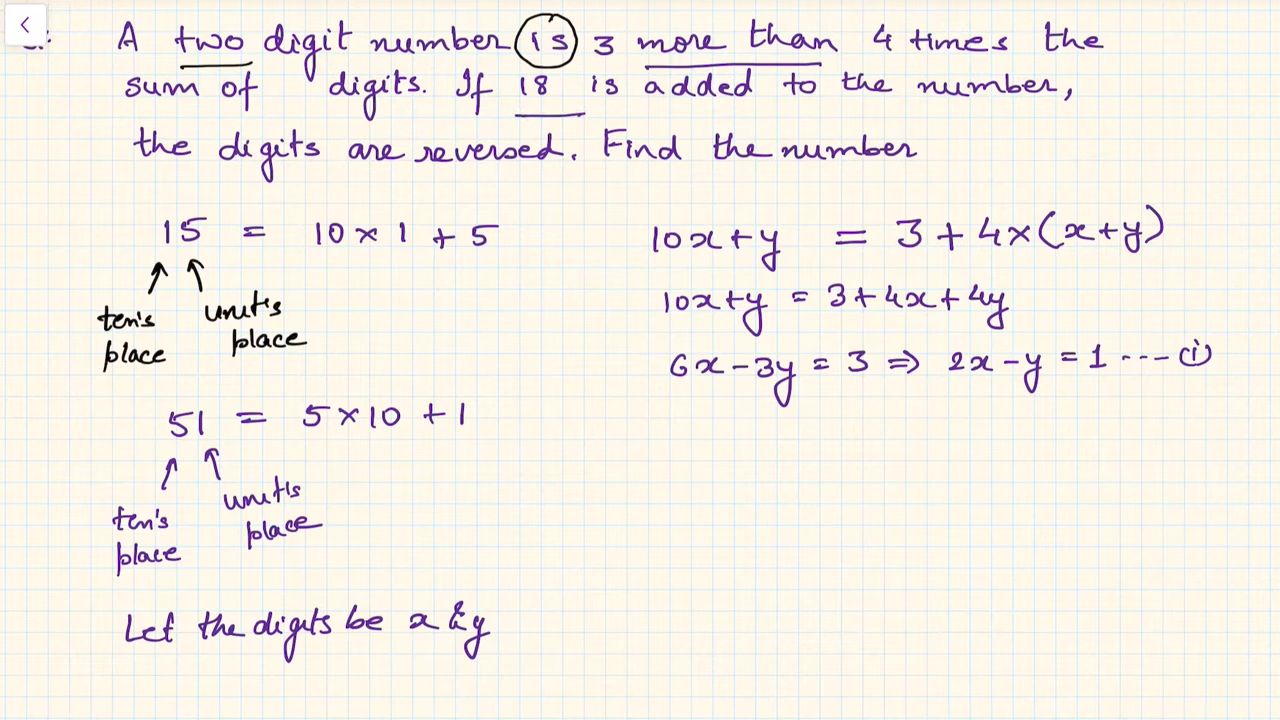 A two digit number is 3 more than 4 times the
sum of digits. If 18 is added to the number,
the digits are reversed. Find the number
15 = 10 × 1 + 5
ten's place
unit's place
51 = 5 × 10 + 1
ten's place
unit's place
Let the digits be x & y
10x + y = 3 + 4 × (x + y)
10x + y = 3 + 4x + 4y
6x - 3y = 3 ⇒ 2x - y = 1 --- (i)